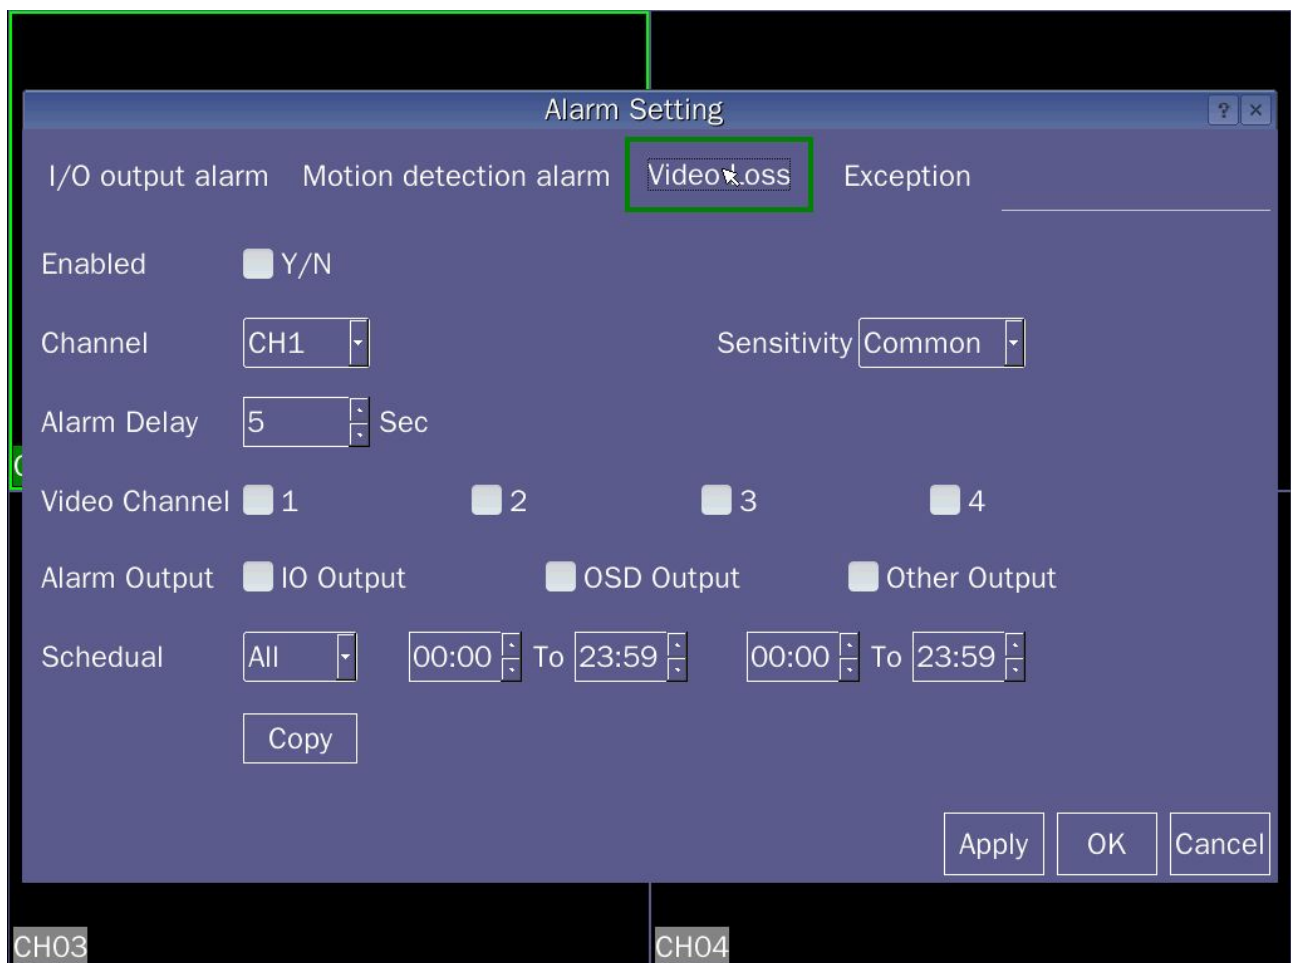 Alarm Setting
? ×
I/O output alarm Motion detection alarm Video Loss Exception
Enabled Y/N
Channel CH1 Sensitivity Common
Alarm Delay 5 Sec
Video Channel 1 2 3 4
Alarm Output IO Output OSD Output Other Output
Schedual All 00:00 To 23:59 00:00 To 23:59
Copy
Apply OK Cancel
CH03 CH04